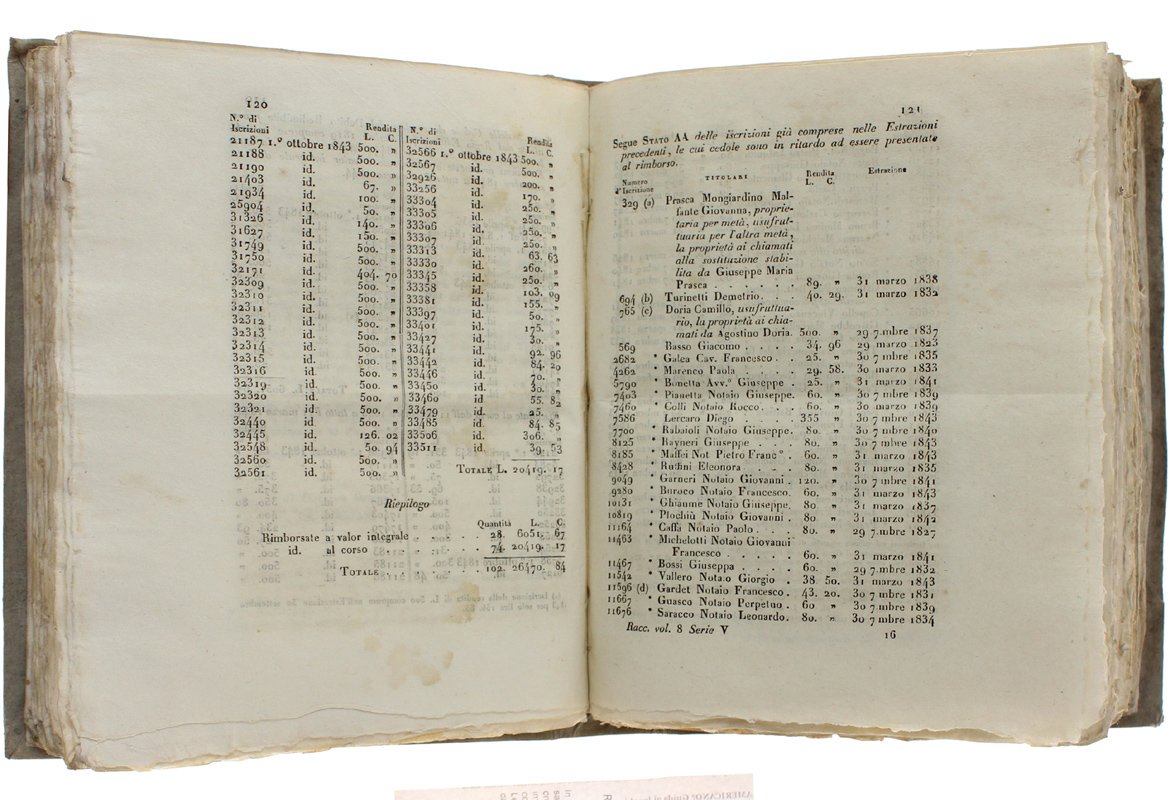 120
N.º di Iscrizioni Rendita L. C.
21187 1.º ottobre 1843 500. »
21188 id. 500. »
21190 id. 500. »
21403 id. 67. »
21934 id. 100. »
25904 id. 50. »
31326 id. 140. »
31627 id. 150. »
31749 id. 500. »
31750 id. 500. »
32171 id. 404. 70
32309 id. 500. »
32310 id. 500. »
32311 id. 500. »
32312 id. 500. »
32313 id. 500. »
32314 id. 500. »
32315 id. 500. »
32316 id. 500. »
32319 id. 500. »
32320 id. 500. »
32321 id. 500. »
32440 id. 500. »
32445 id. 126. 02
32548 id. 50. 94
32560 id. 500. »
32561 id. 500. »
N.º di Iscrizioni Rendita L. C.
32566 1.º ottobre 1843 500. »
32567 id. 500. »
32926 id. 200. »
33256 id. 170. »
33304 id. 250. »
33305 id. 250. »
33306 id. 250. »
33307 id. 250. »
33313 id. 63. 63
33330 id. 260. »
33345 id. 250. »
33358 id. 103. 09
33381 id. 155. »
33397 id. 50. »
33401 id. 175. »
33427 id. 30. »
33441 id. 92. 96
33442 id. 84. 20
33446 id. 70. »
33450 id. 30. »
33460 id. 55. 82
33479 id. 25. »
33485 id. 84. 85
33506 id. 306. »
33511 id. 39. 53
TOTALE L. 20419. 17
Riepilogo
Quantità L. C.
Rimborsate a valor integrale . . . . . 28. 6051. 67
id. al corso . . . . . . . 74. 20419. 17
TOTALE . . . . . . . 102. 26470. 84
121
Segue STATO AA delle iscrizioni già comprese nelle Estrazioni
precedenti, le cui cedole sono in ritardo ad essere presentate
al rimborso.
Numero d'Iscrizione TITOLARI Rendita L. C. Estrazione
329 (a) Prasca Mongiardino Mal-
fante Giovanna, proprie-
taria per metà, usufrut-
tuaria per l'altra metà,
la proprietà ai chiamati
alla sostituzione stabi-
lita da Giuseppe Maria
Prasca . . . . . . 89. » 31 marzo 1838
694 (b) Turinetti Demetrio. . . 40. 29. 31 marzo 1832
765 (c) Doria Camillo, usufruttua-
rio, la proprietà ai chia-
mati da Agostino Doria. 500. » 29 7.mbre 1837
569 Basso Giacomo . . . . 34. 96 29 marzo 1823
2682 * Galea Cav. Francesco . . 25. » 30 7 mbre 1835
4262 * Marenco Paola . . . . 29. 58. 30 marzo 1833
5790 * Bonetta Avv.º Giuseppe . 25. » 31 marzo 1841
7403 * Pianetta Notaio Giuseppe. 60. » 30 7 mbre 1839
7460 * Colli Notaio Rocco. . . 60. » 30 marzo 1839
7586 Lercaro Diego . . . . 355 » 30 7 mbre 1843
7700 * Rabaioli Notaio Giuseppe. 80. » 30 7 mbre 1840
8125 * Rayneri Giuseppe . . . 80. » 30 7 mbre 1843
8185 * Maffei Not Pietro Franc.º . 60. » 31 marzo 1843
8428 * Ruffini Eleonora . . . 80. » 31 marzo 1835
9049 * Garneri Notaio Giovanni . 120. » 30 7 mbre 1841
9280 * Buroco Notaio Francesco. 60. » 31 marzo 1843
10131 * Ghiaume Notaio Giuseppe. 80 » 31 marzo 1837
10819 * Plochiù Notaio Giovanni . 80. » 31 marzo 1842
11164 * Caffa Notaio Paolo . . . 80. » 29 7.mbre 1827
11463 * Michelotti Notaio Giovanni
Francesco . . . . . 60. » 31 marzo 1841
11467 * Bossi Giuseppa . . . . 60. » 29 7.mbre 1832
11542 * Vallero Notaio Giorgio . 38. 50. 31 marzo 1843
11596 (d) Gardet Notaio Francesco. 43. 20. 30 7 mbre 1831
11667 * Guasco Notaio Perpetuo . 60 » 30 7 mbre 1839
11676 * Saracco Notaio Leonardo. 80. » 30 7 mbre 1834
Racc. vol. 8 Serie V
16